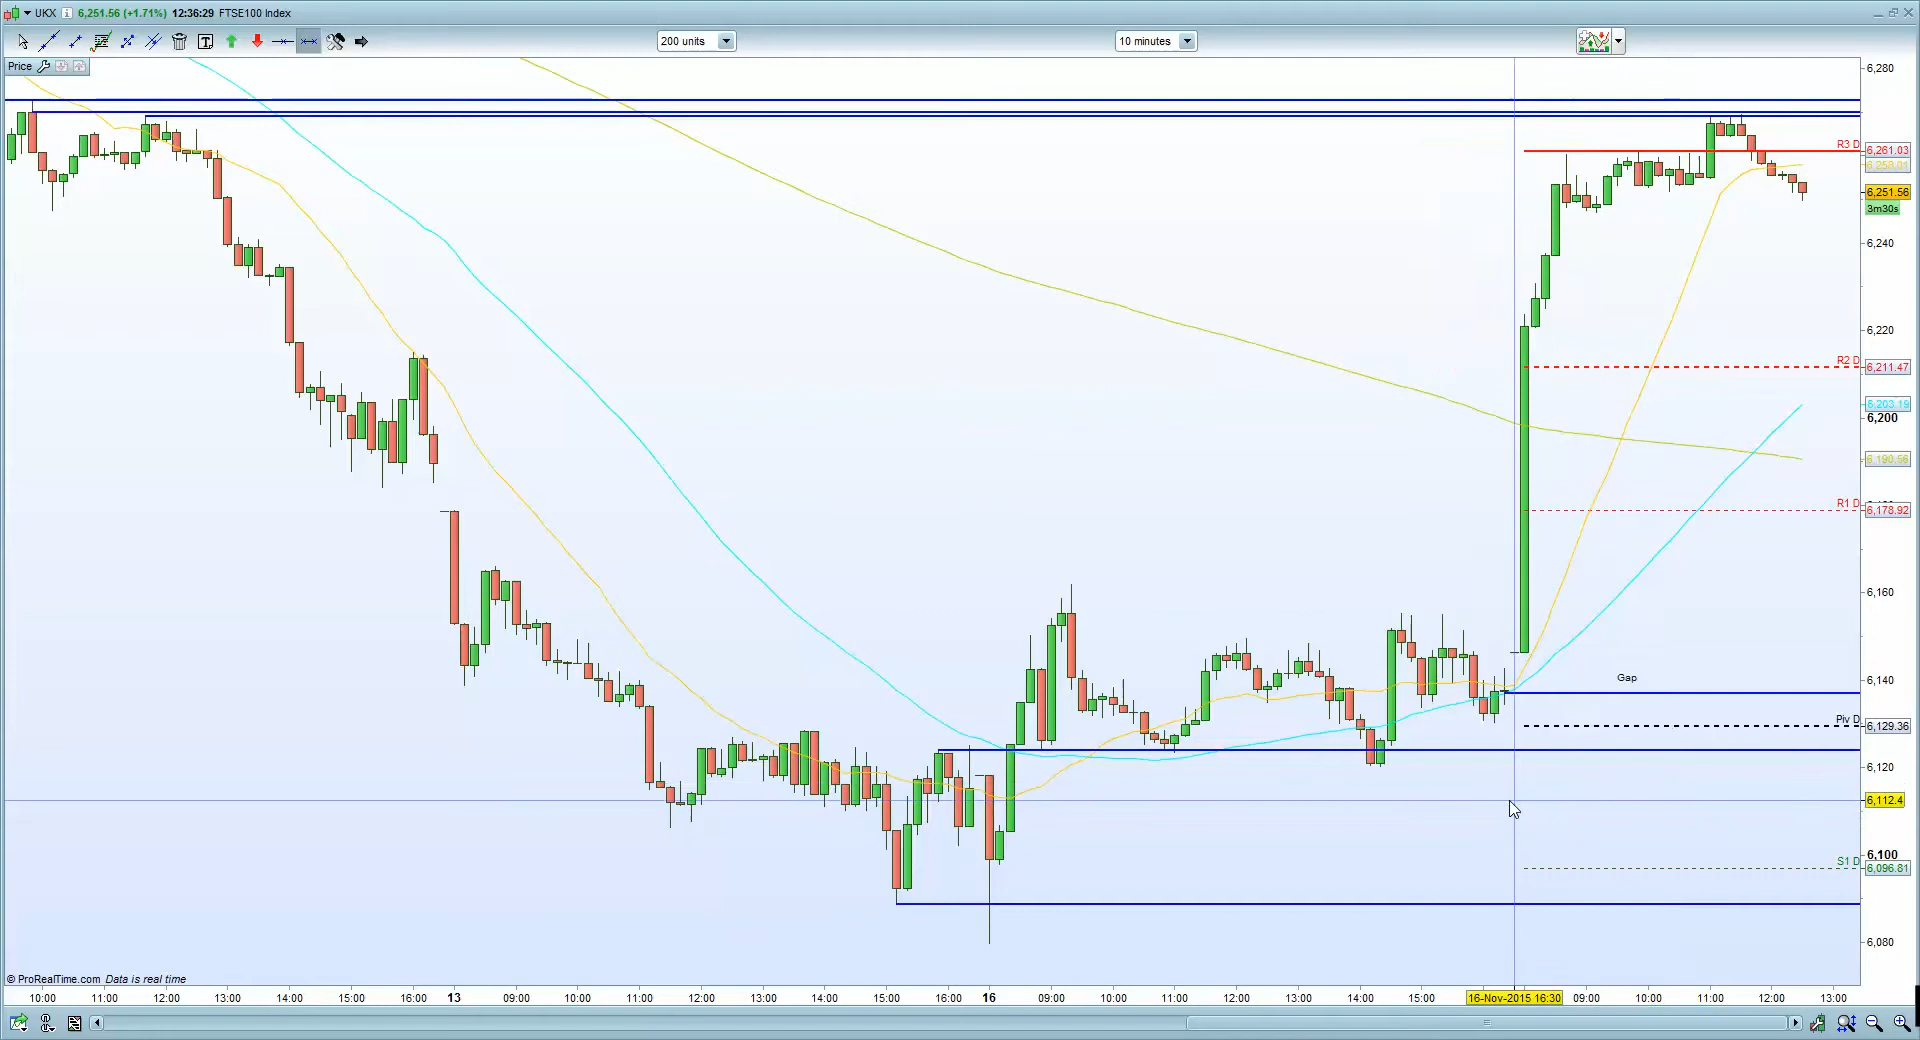 UKX 6,251.56 (+1.71%) 12:36:29 FTSE100 Index
200 units 10 minutes
Price
6,280
R3 D 6,261.03
6,258.01
6,251.56
3m30s
6,240
6,220
R2 D 6,211.47
6,203.19
6,200
6,190.56
R1 D 6,178.92
6,160
Gap 6,140
Piv D 6,129.36
6,120
6,112.4
6,100
S1 D 6,096.81
6,080
© ProRealTime.com Data is real time
10:00 11:00 12:00 13:00 14:00 15:00 16:00 13 09:00 10:00 11:00 12:00 13:00 14:00 15:00 16:00 16 09:00 10:00 11:00 12:00 13:00 14:00 15:00 16-Nov-2015 16:30 09:00 10:00 11:00 12:00 13:00